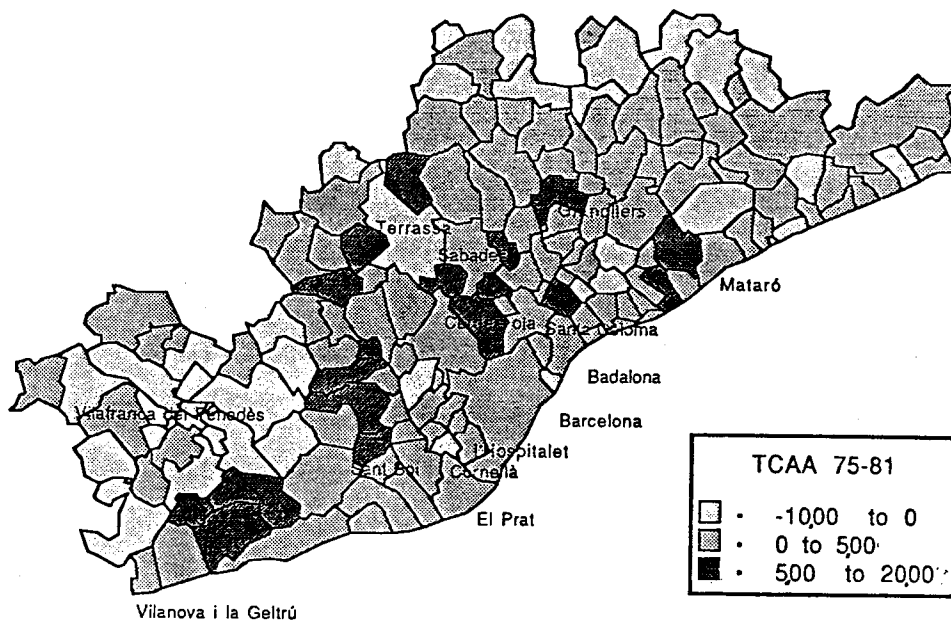 Granollers
Terrassa
Sabadell
Mataró
Cerdanyola
Santa Coloma
Badalona
Vilafranca del Penedès
Barcelona
l'Hospitalet
Sant Boi
Cornellà
El Prat
Vilanova i la Geltrú
TCAA 75-81
-10,00 to 0
0 to 5,00
5,00 to 20,00